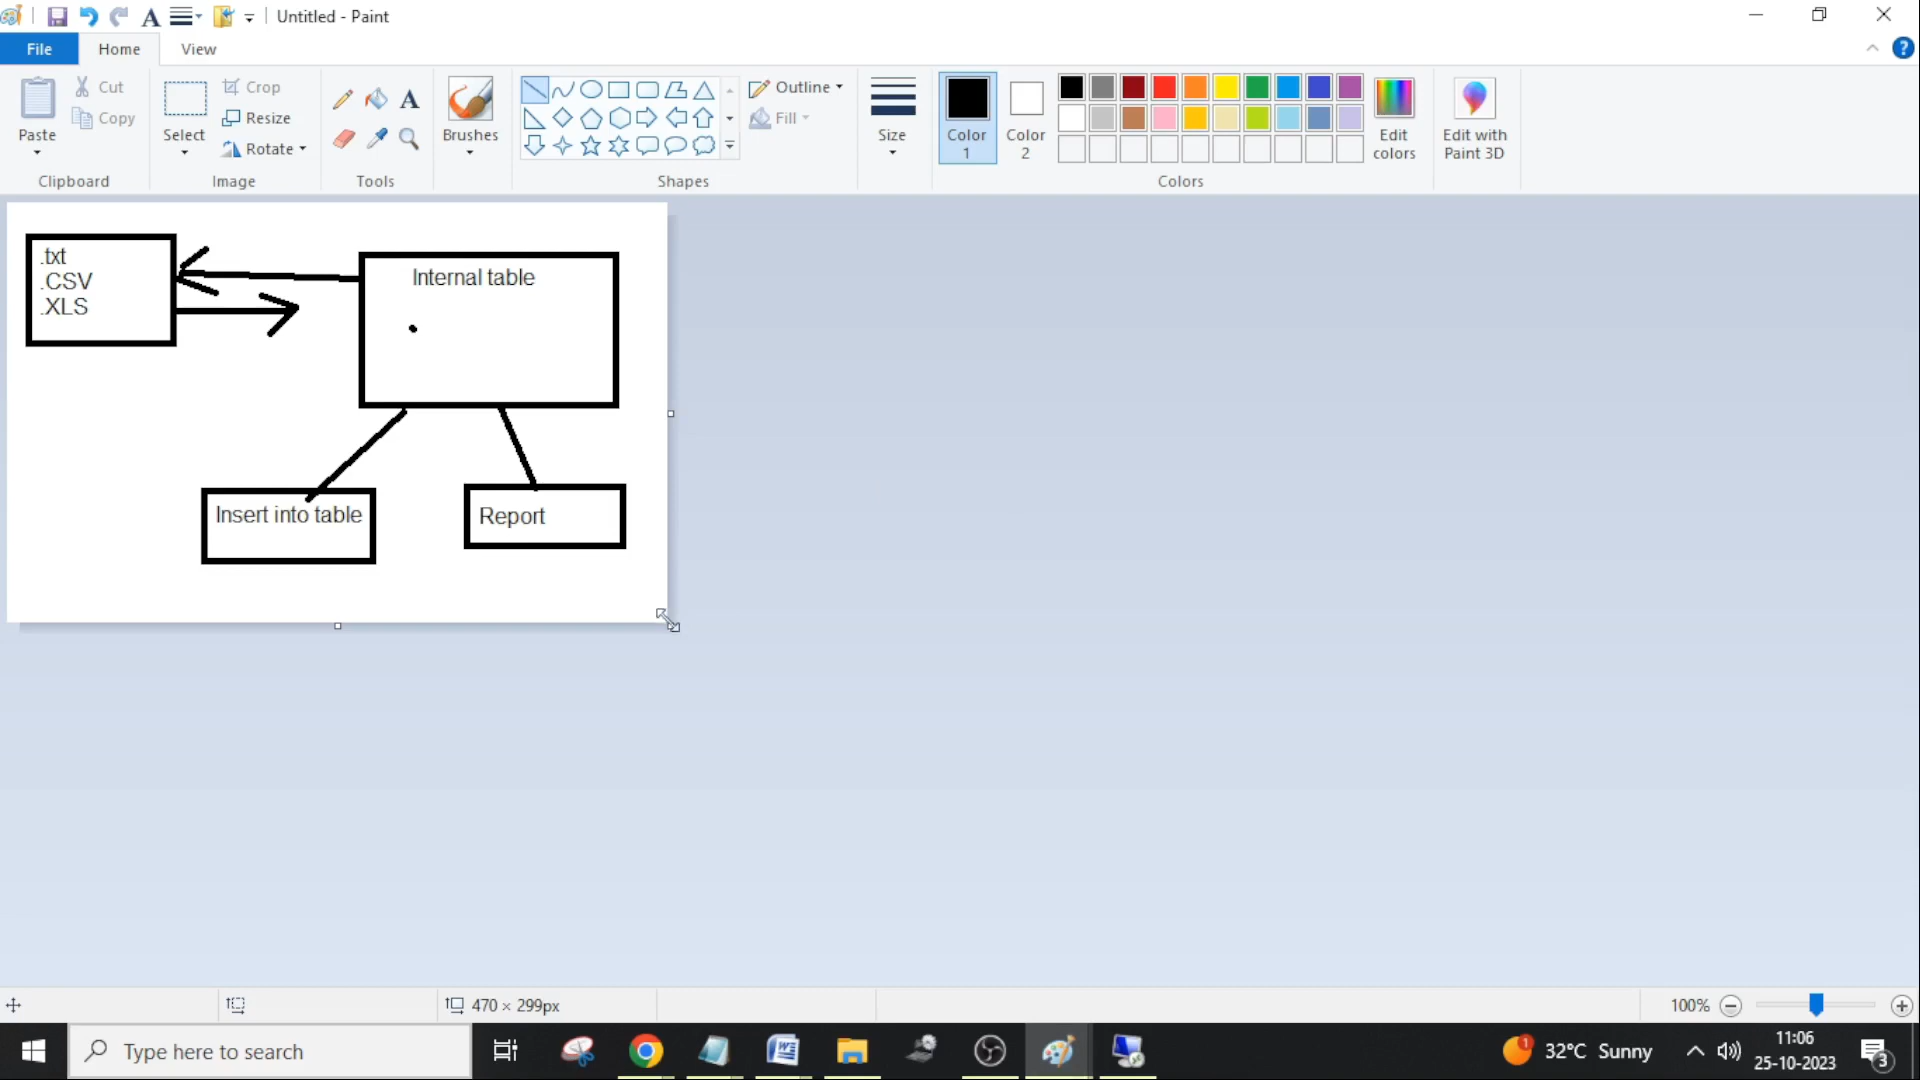 Untitled - Paint
File
Home
View
Paste
Cut
Copy
Clipboard
Select
Crop
Resize
Rotate
Image
A
Tools
Brushes
Outline
Fill
Shapes
Size
Color
1
Color
2
Edit
colors
Edit with
Paint 3D
Colors
.txt
.CSV
.XLS
Internal table
Insert into table
Report
470 × 299px
100%
Type here to search
32°C Sunny
11:06
25-10-2023